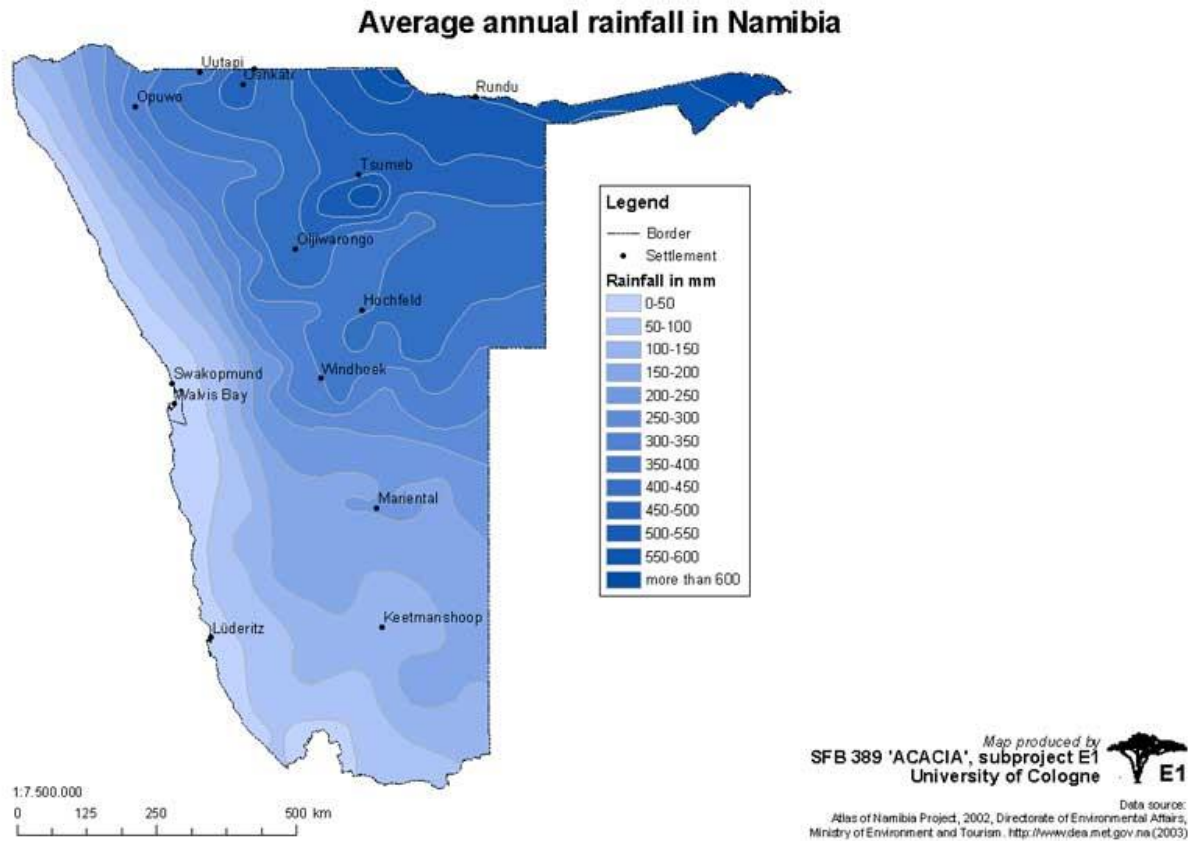 Average annual rainfall in Namibia
Uutapi
Oshkati
Opuwo
Rundu
Tsumeb
Otjiwarongo
Hochfeld
Windhoek
Swakopmund
Walvis Bay
Mariental
Keetmanshoop
Lüderitz
Legend
Border
Settlement
Rainfall in mm
0-50
50-100
100-150
150-200
200-250
250-300
300-350
350-400
400-450
450-500
500-550
550-600
more than 600
1:7.500.000
0 125 250 500 km
Map produced by
SFB 389 'ACACIA', subproject E1
University of Cologne
E1
Data source:
Atlas of Namibia Project, 2002, Directorate of Environmental Affairs,
Ministry of Environment and Tourism. http://www.dea.met.gov.na (2003)